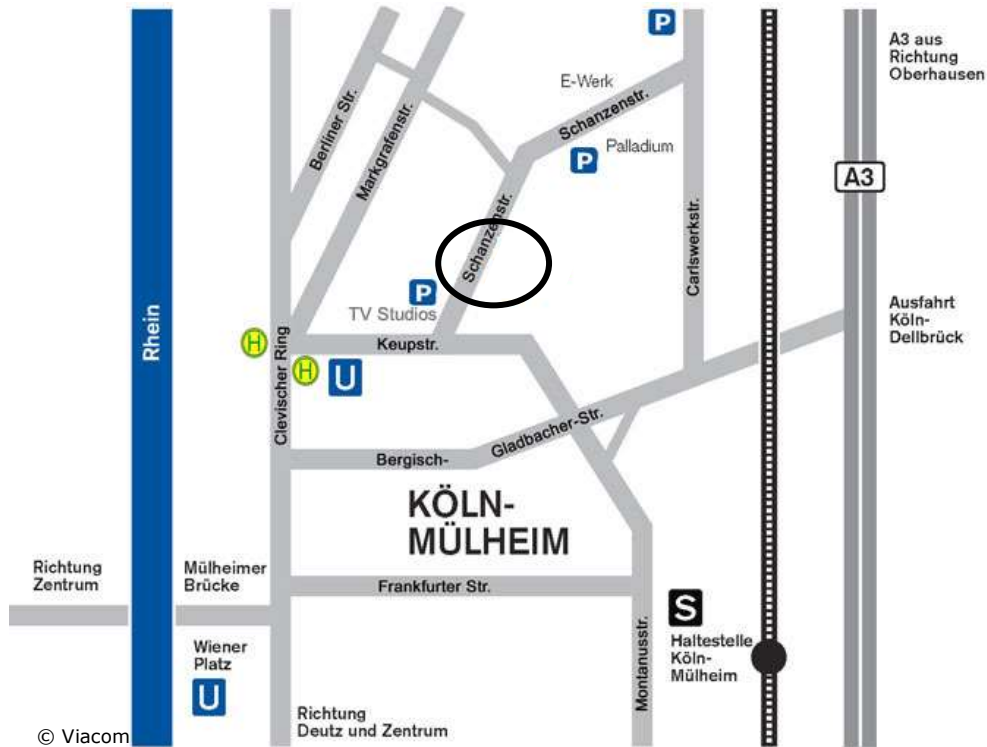 P
A3 aus
Richtung
Oberhausen
E-Werk
Berliner Str.
Markgrafenstr.
Schanzenstr.
P
Palladium
A3
Schanzenstr.
Carlswerkstr.
P
TV Studios
Ausfahrt
Köln-
Dellbrück
Rhein
H
H
Keupstr.
U
Clevischer Ring
Gladbacher-Str.
Bergisch-
KÖLN-
MÜLHEIM
Richtung
Zentrum
Mülheimer
Brücke
Frankfurter Str.
S
Haltestelle
Köln-
Mülheim
Montanusstr.
Wiener
Platz
U
Richtung
Deutz und Zentrum
© Viacom